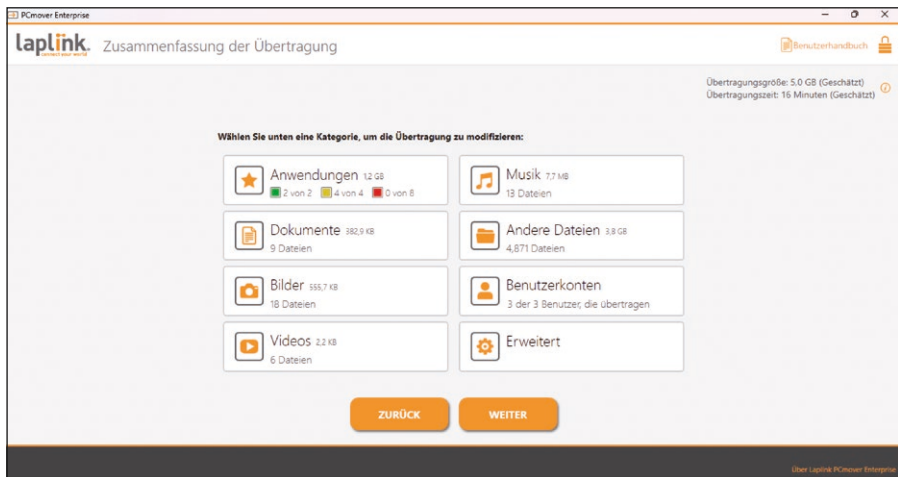 PCmover Enterprise
laplink.
connect your world
Zusammenfassung der Übertragung
Benutzerhandbuch
Übertragungsgröße: 5.0 GB (Geschätzt)
Übertragungszeit: 16 Minuten (Geschätzt)
Wählen Sie unten eine Kategorie, um die Übertragung zu modifizieren:
Anwendungen 1,2 GB
2 von 2 4 von 4 0 von 6
Musik 7,7 MB
13 Dateien
Dokumente 382,9 KB
9 Dateien
Andere Dateien 3,8 GB
4,871 Dateien
Bilder 555,7 KB
18 Dateien
Benutzerkonten
3 der 3 Benutzer, die übertragen
Videos 2,2 KB
6 Dateien
Erweitert
ZURÜCK
WEITER
Über Laplink PCmover Enterprise